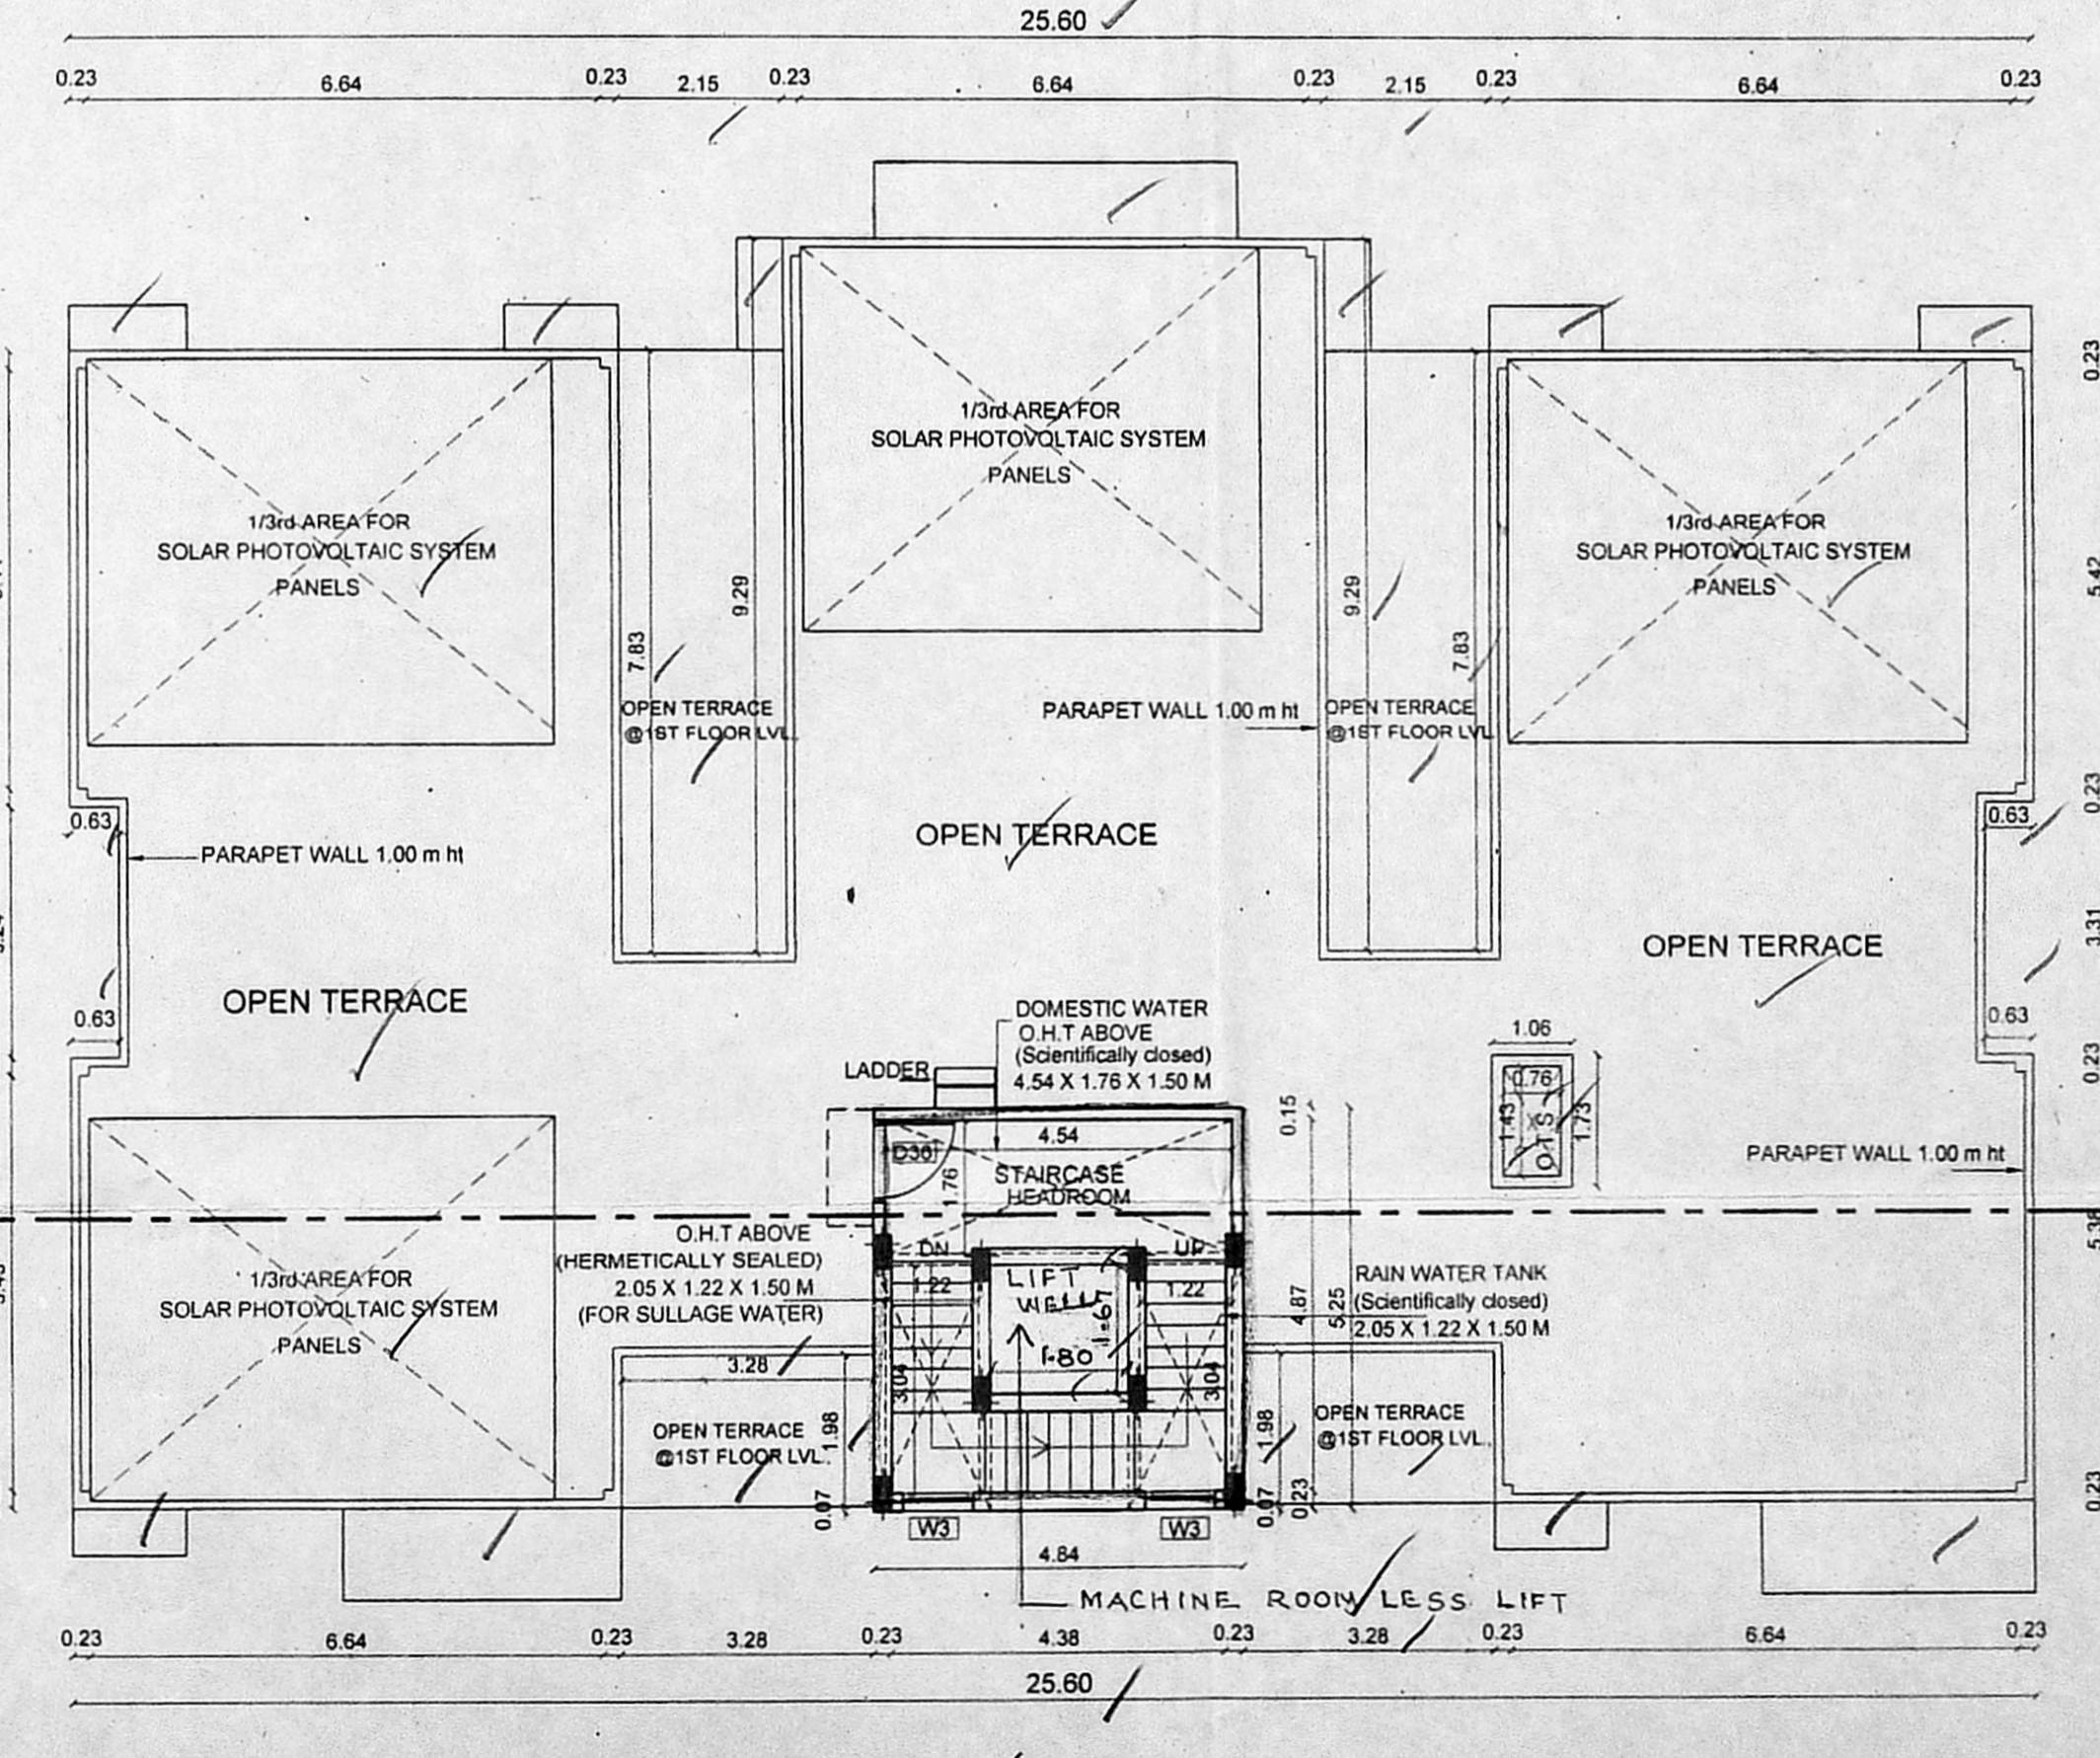 25.60
0.23 6.64 0.23 2.15 0.23 6.64 0.23 2.15 0.23 6.64 0.23
1/3rd AREA FOR
SOLAR PHOTOVOLTAIC SYSTEM
PANELS
1/3rd AREA FOR
SOLAR PHOTOVOLTAIC SYSTEM
PANELS
1/3rd AREA FOR
SOLAR PHOTOVOLTAIC SYSTEM
PANELS
0.23
5.42
0.23
3.31
0.23
5.38
0.23
7.83
9.29
9.29
7.83
OPEN TERRACE
@1ST FLOOR LVL.
PARAPET WALL 1.00 m ht
OPEN TERRACE
@1ST FLOOR LVL.
0.63
PARAPET WALL 1.00 m ht
OPEN TERRACE
0.63
OPEN TERRACE
OPEN TERRACE
0.63
0.63
DOMESTIC WATER
O.H.T ABOVE
(Scientifically closed)
4.54 X 1.76 X 1.50 M
LADDER
1.06
0.76
1.43
O.T.S
1.73
PARAPET WALL 1.00 m ht
0.15
4.54
D30
1.76
STAIRCASE
HEADROOM
O.H.T ABOVE
(HERMETICALLY SEALED)
2.05 X 1.22 X 1.50 M
(FOR SULLAGE WATER)
DN
UP
1.22
1.22
LIFT
WELL
1.67
1.80
3.04
3.04
4.87
5.25
RAIN WATER TANK
(Scientifically closed)
2.05 X 1.22 X 1.50 M
1/3rd AREA FOR
SOLAR PHOTOVOLTAIC SYSTEM
PANELS
3.28
OPEN TERRACE
@1ST FLOOR LVL.
1.98
0.07
1.98
0.07
0.23
OPEN TERRACE
@1ST FLOOR LVL.
W3
W3
4.84
MACHINE ROOM LESS LIFT
0.23 6.64 0.23 3.28 0.23 4.38 0.23 3.28 0.23 6.64 0.23
25.60